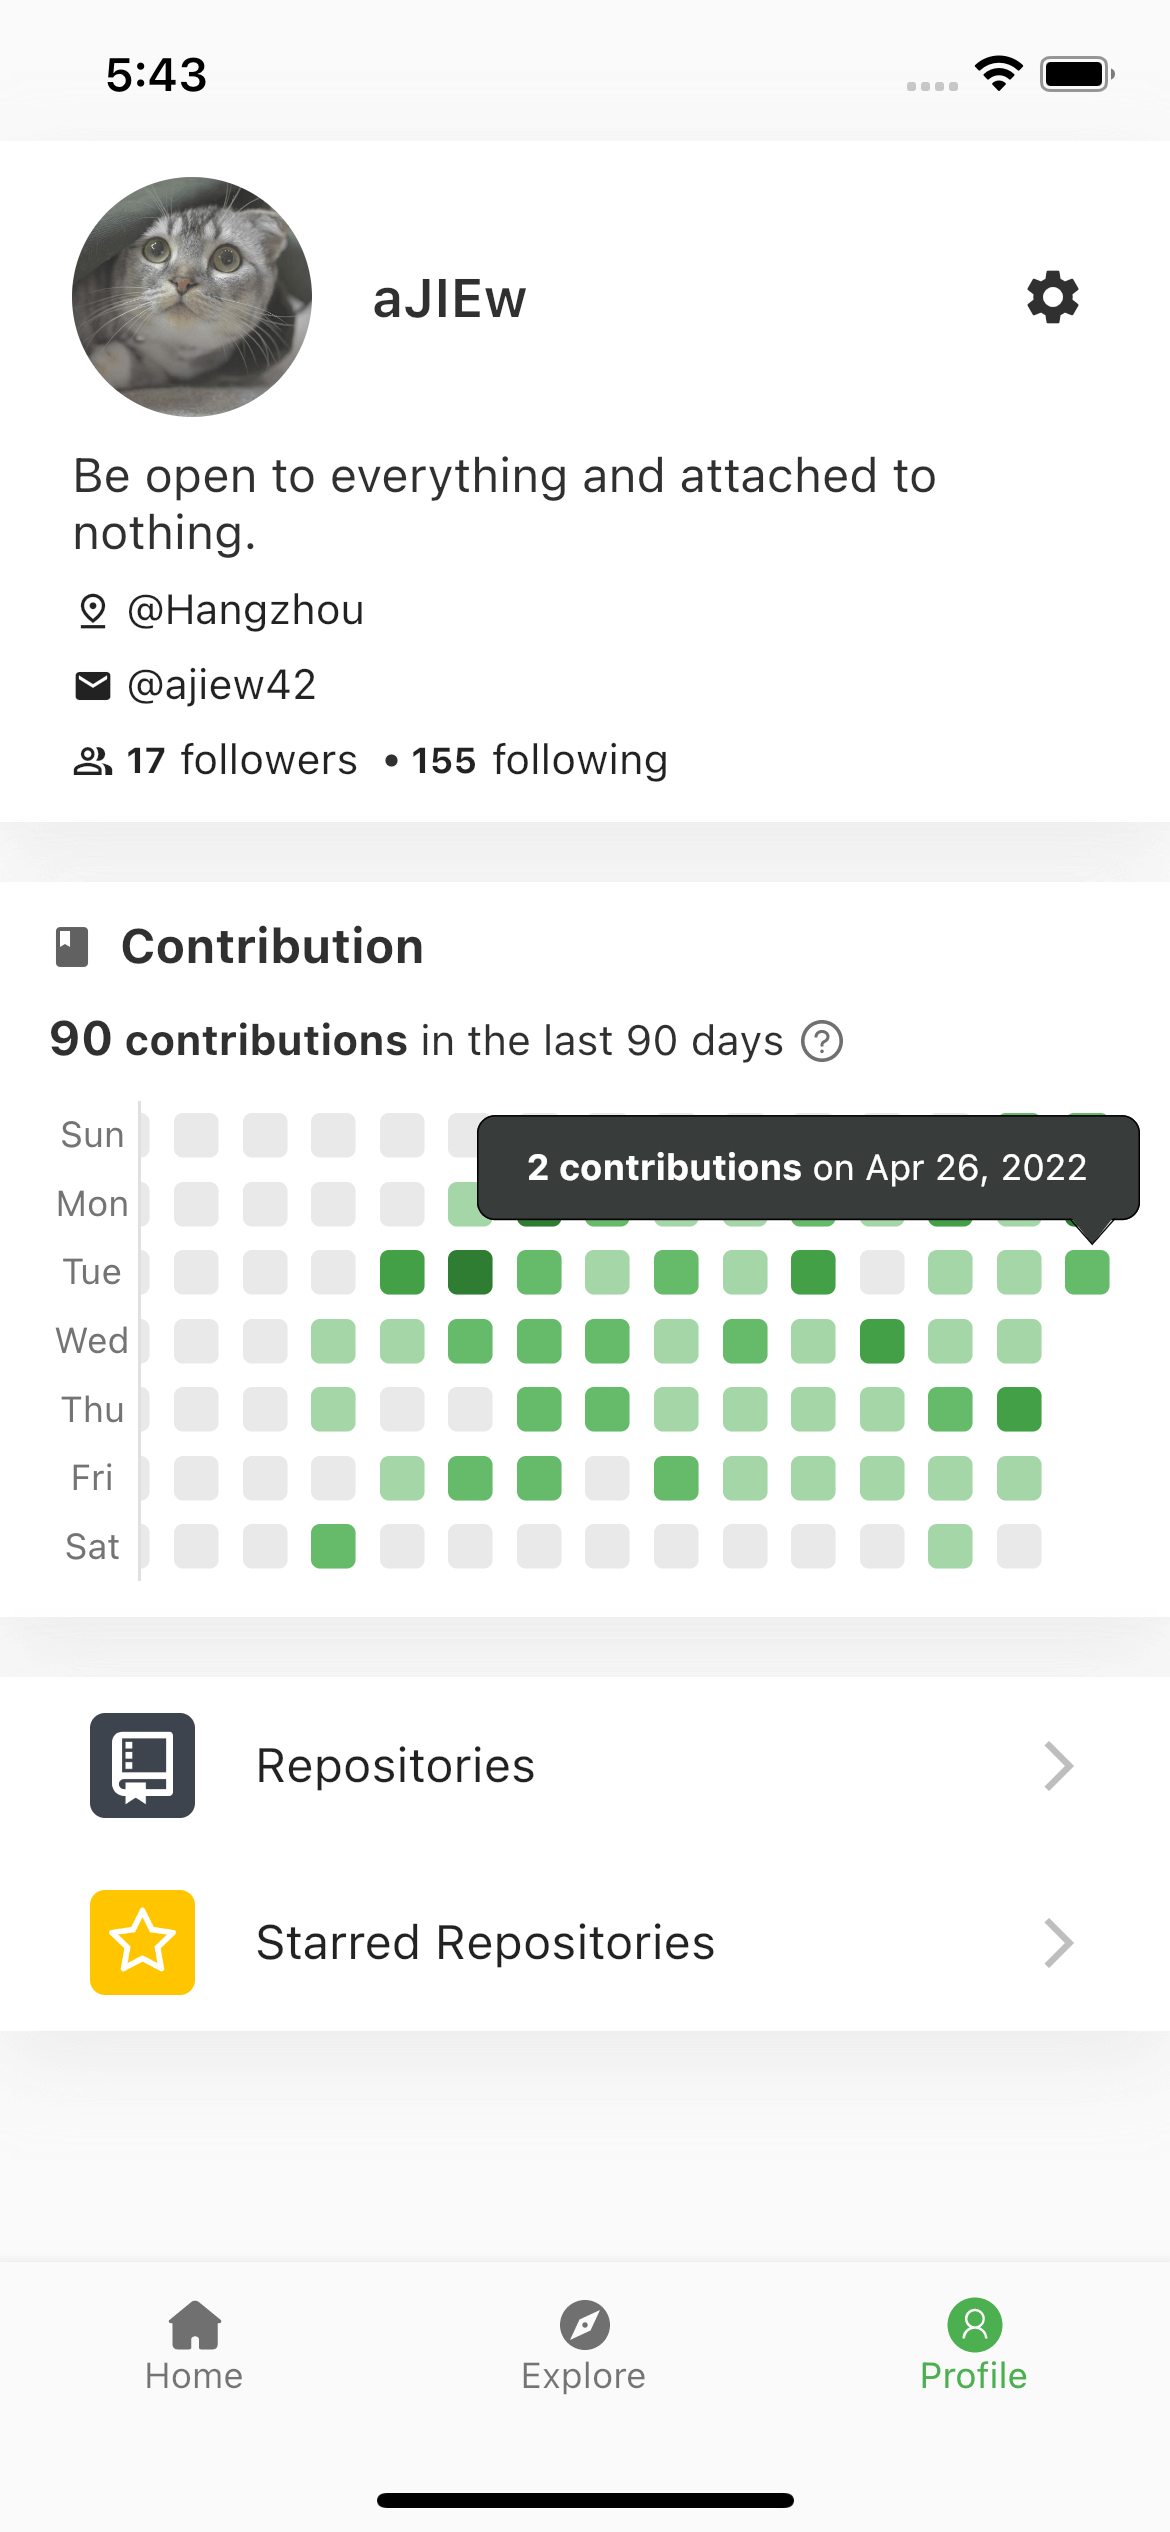 5:43
aJIEw
Be open to everything and attached to
nothing.
@Hangzhou
@ajiew42
17 followers • 155 following
Contribution
90 contributions in the last 90 days ?
Sun
2 contributions on Apr 26, 2022
Mon
Tue
Wed
Thu
Fri
Sat
Repositories
Starred Repositories
Home
Explore
Profile